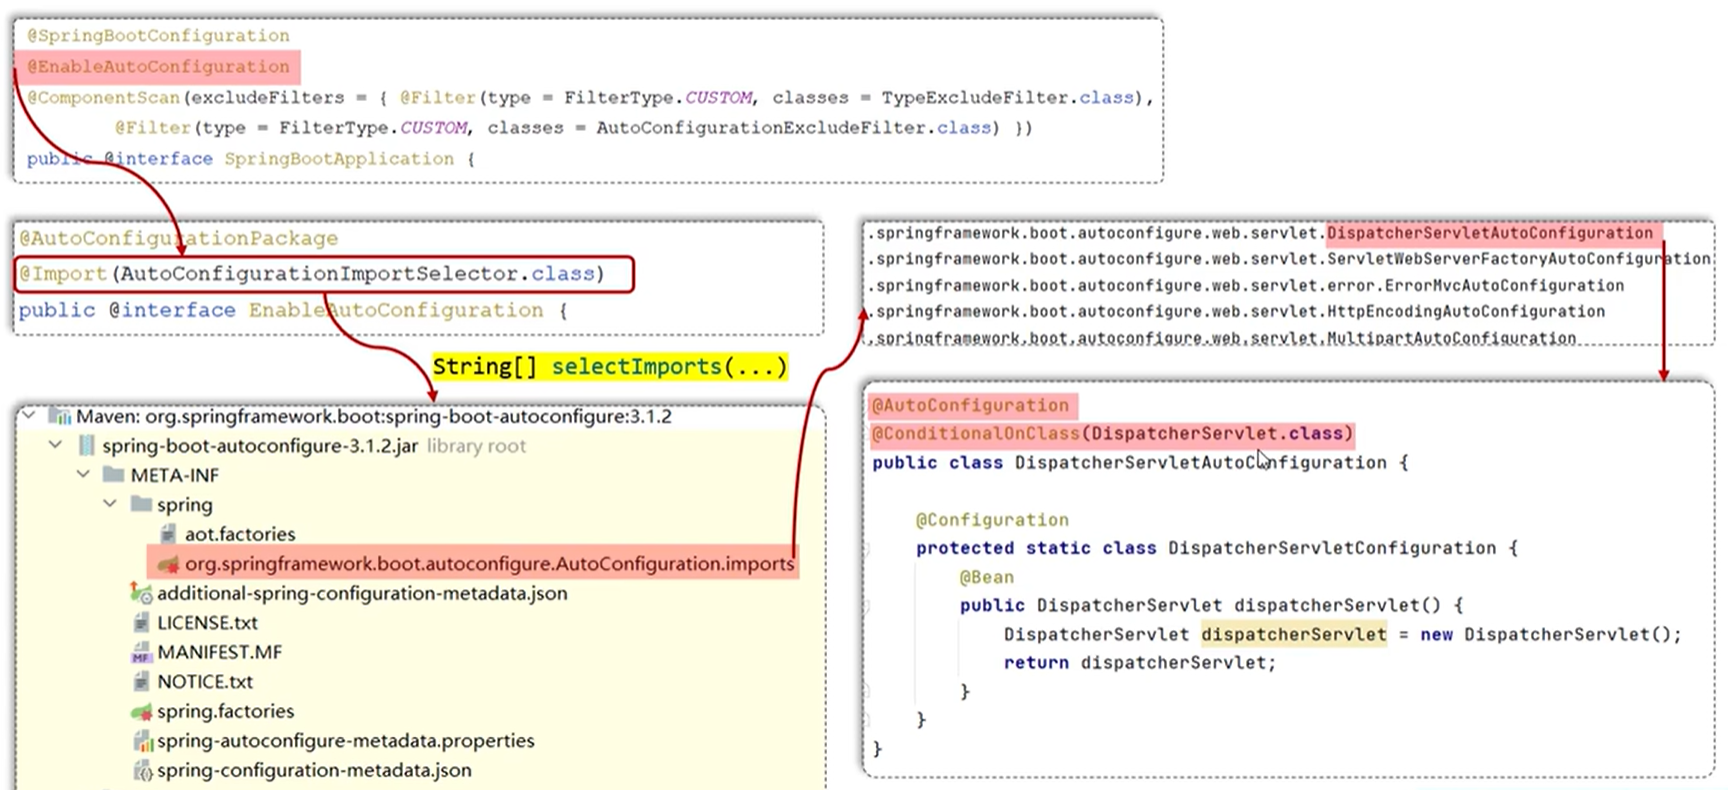 @SpringBootConfiguration
@EnableAutoConfiguration
@ComponentScan(excludeFilters = { @Filter(type = FilterType.CUSTOM, classes = TypeExcludeFilter.class),
@Filter(type = FilterType.CUSTOM, classes = AutoConfigurationExcludeFilter.class) })
public @interface SpringBootApplication {
@AutoConfigurationPackage
@Import(AutoConfigurationImportSelector.class)
public @interface EnableAutoConfiguration {
String[] selectImports(...)
Maven: org.springframework.boot:spring-boot-autoconfigure:3.1.2
spring-boot-autoconfigure-3.1.2.jar library root
META-INF
spring
aot.factories
org.springframework.boot.autoconfigure.AutoConfiguration.imports
additional-spring-configuration-metadata.json
LICENSE.txt
MANIFEST.MF
NOTICE.txt
spring.factories
spring-autoconfigure-metadata.properties
spring-configuration-metadata.json
.springframework.boot.autoconfigure.web.servlet.DispatcherServletAutoConfiguration
.springframework.boot.autoconfigure.web.servlet.ServletWebServerFactoryAutoConfiguration
.springframework.boot.autoconfigure.web.servlet.error.ErrorMvcAutoConfiguration
.springframework.boot.autoconfigure.web.servlet.HttpEncodingAutoConfiguration
.springframework.boot.autoconfigure.web.servlet.MultipartAutoConfiguration
@AutoConfiguration
@ConditionalOnClass(DispatcherServlet.class)
public class DispatcherServletAutoConfiguration {
@Configuration
protected static class DispatcherServletConfiguration {
@Bean
public DispatcherServlet dispatcherServlet() {
DispatcherServlet dispatcherServlet = new DispatcherServlet();
return dispatcherServlet;
}
}
}